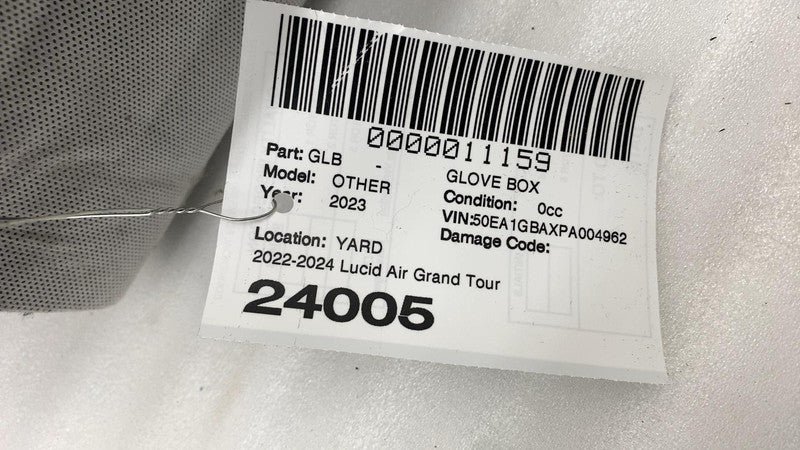 0000011159
Part: GLB - GLOVE BOX
Model: OTHER Condition: 0cc
Year: 2023 VIN:50EA1GBAXPA004962
Damage Code:
Location: YARD
2022-2024 Lucid Air Grand Tour
24005